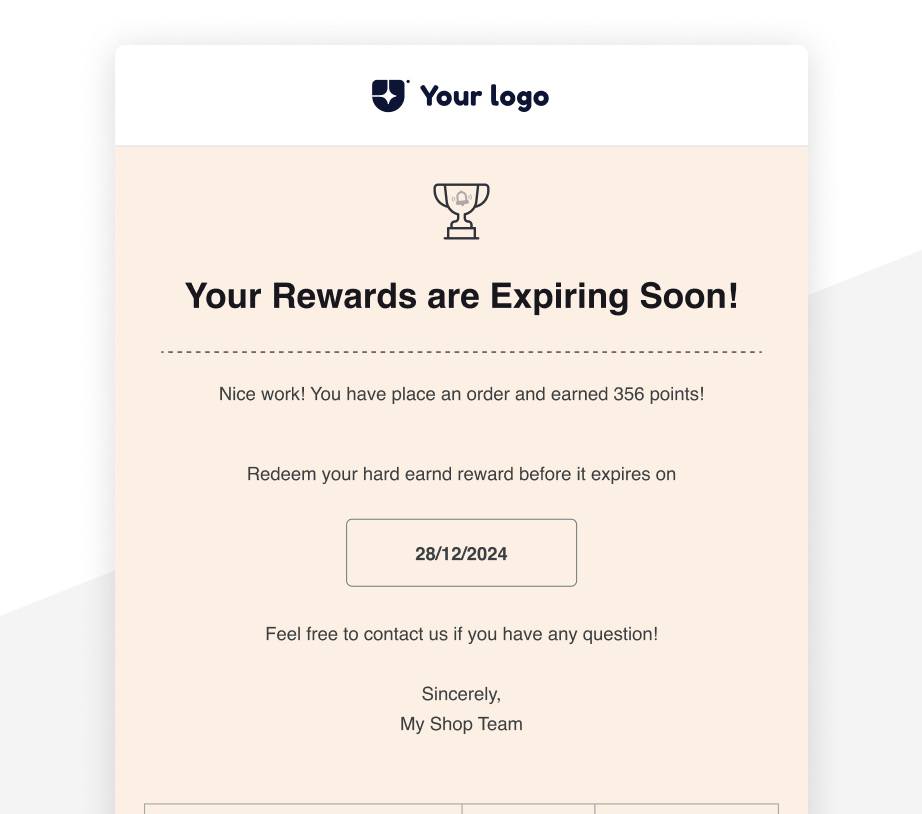 Your logo
Your Rewards are Expiring Soon!
Nice work! You have place an order and earned 356 points!
Redeem your hard earnd reward before it expires on
28/12/2024
Feel free to contact us if you have any question!
Sincerely,
My Shop Team